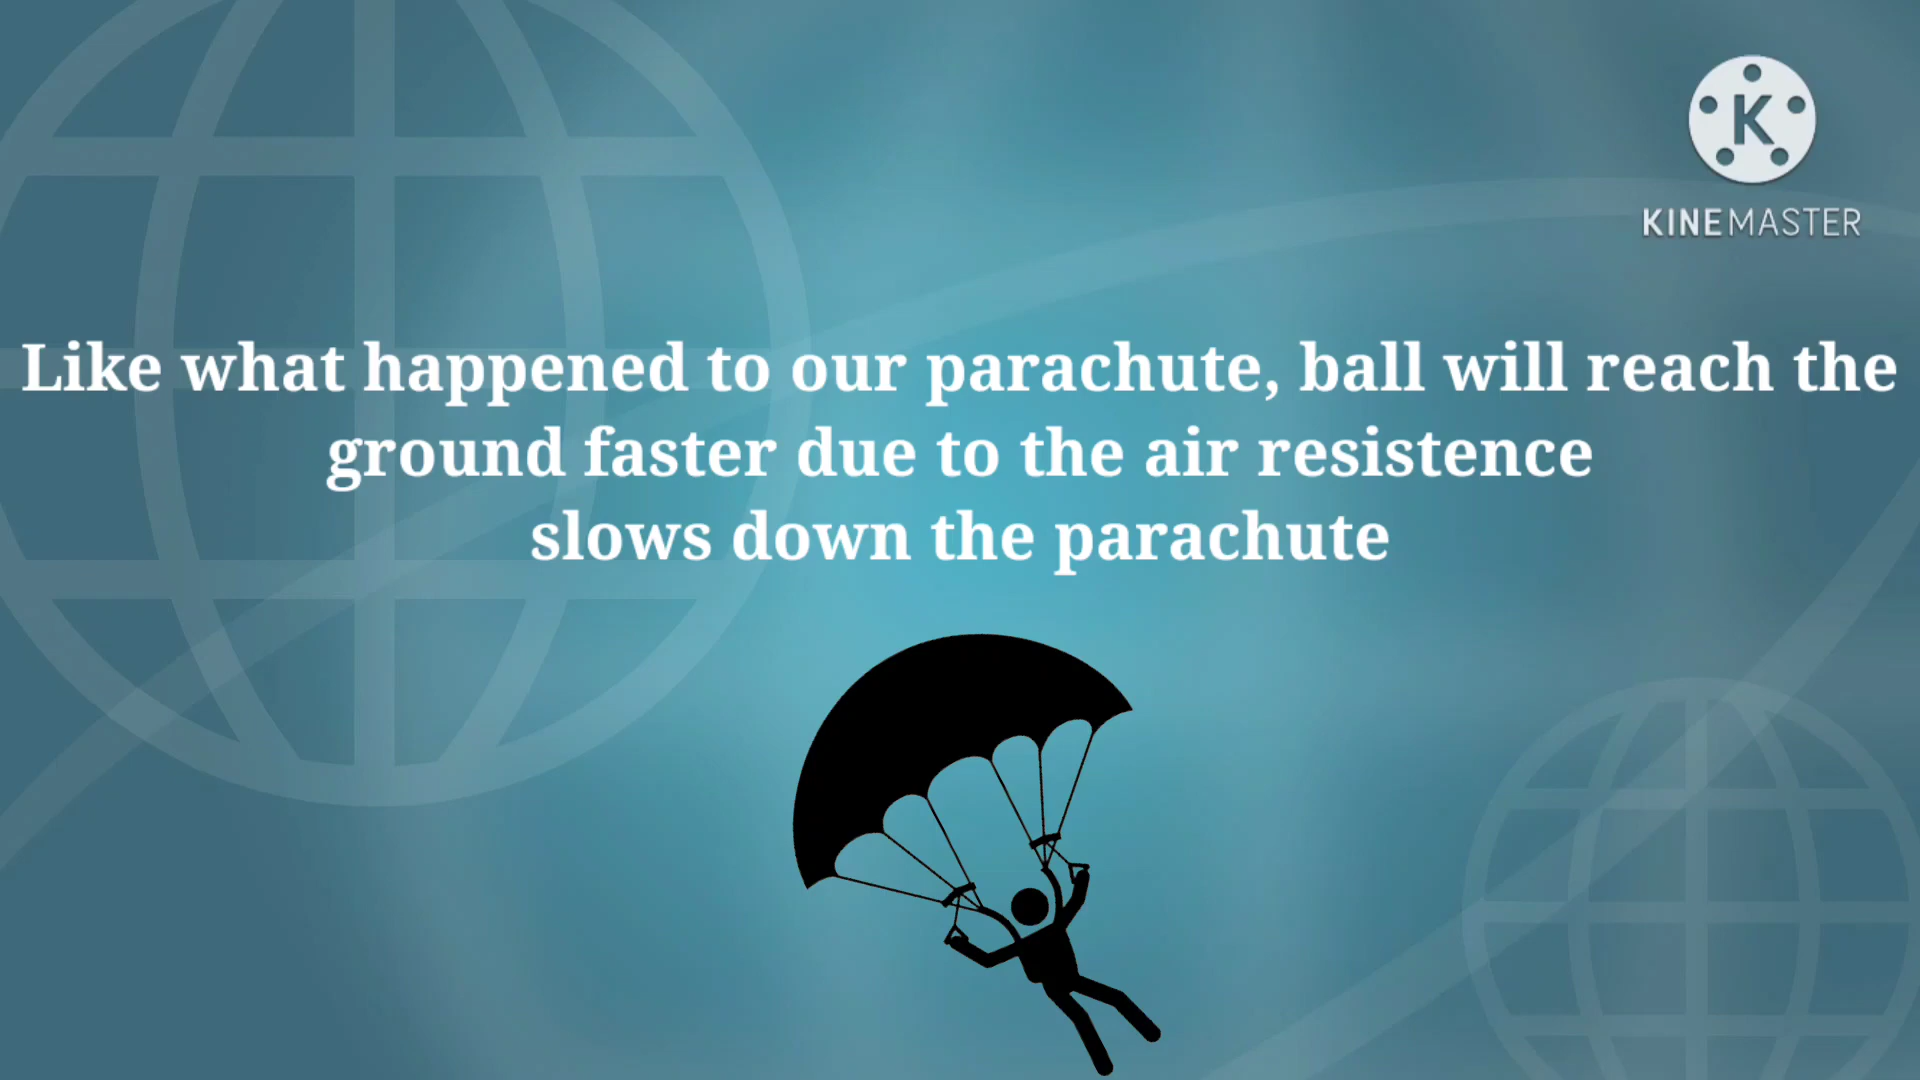 K
KINEMASTER
Like what happened to our parachute, ball will reach the
ground faster due to the air resistence
slows down the parachute